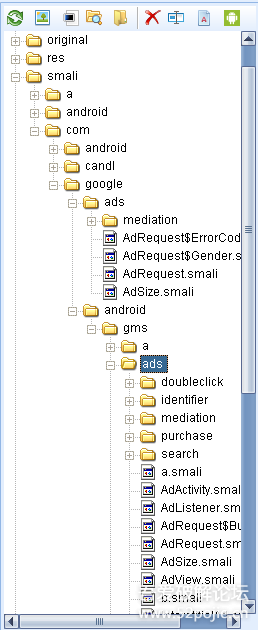 original
res
smali
a
android
com
android
candl
google
ads
mediation
AdRequest$ErrorCod
AdRequest$Gender.s
AdRequest.smali
AdSize.smali
android
gms
a
ads
doubleclick
identifier
mediation
purchase
search
a.smali
AdActivity.smal
AdListener.smal
AdRequest$Bu
AdRequest.sm
AdSize.smali
AdView.smali
b.smali